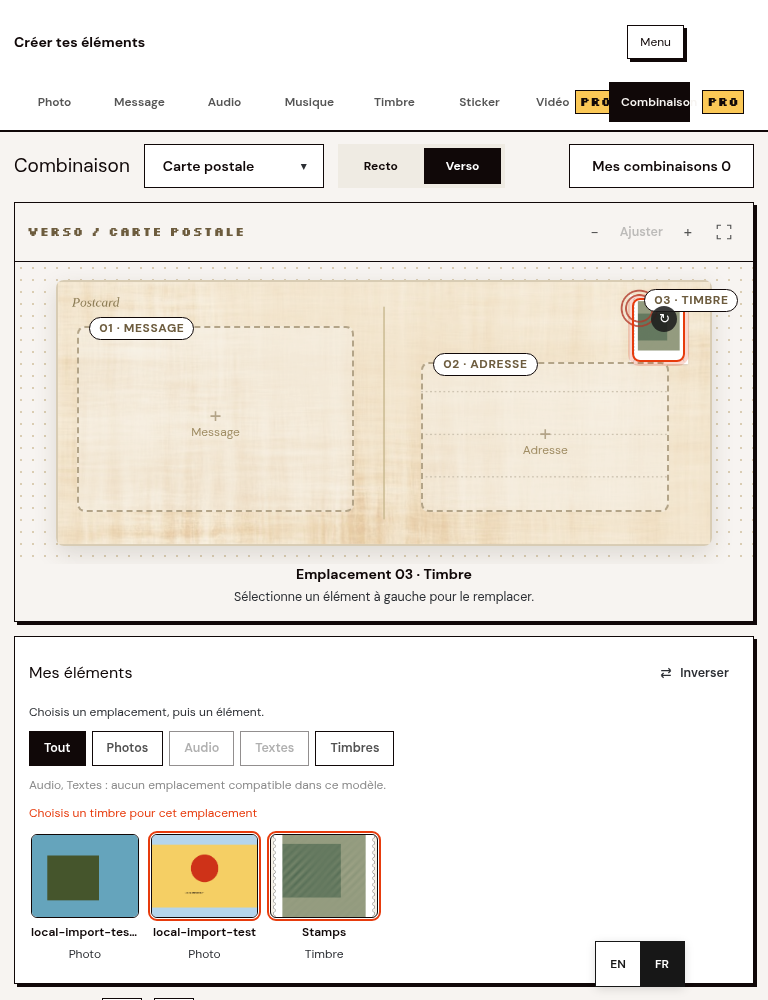 Créer tes éléments
Menu
Photo Message Audio Musique Timbre Sticker Vidéo PRO Combinaiso PRO
Combinaison Carte postale ▼ Recto Verso Mes combinaisons 0
VERSO / CARTE POSTALE − Ajuster +
Postcard
03 · TIMBRE
01 · MESSAGE
02 · ADRESSE
+
Message
+
Adresse
Emplacement 03 · Timbre
Sélectionne un élément à gauche pour le remplacer.
Mes éléments ⇄ Inverser
Choisis un emplacement, puis un élément.
Tout Photos Audio Textes Timbres
Audio, Textes : aucun emplacement compatible dans ce modèle.
Choisis un timbre pour cet emplacement
local-import-tes... local-import-test Stamps
Photo Photo Timbre
EN FR